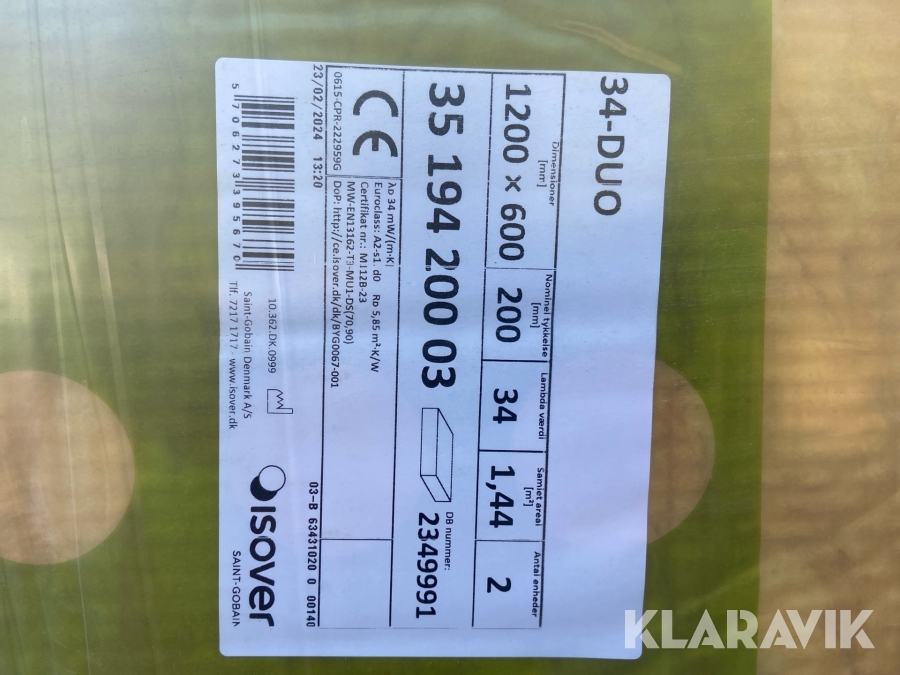 34-DUO
Dimensioner
[mm]
Nominel tykkelse
[mm]
Lambda værdi
Samlet areal
[m²]
Antal enheder
1200 x 600
200
34
1,44
2
35 194 200 03
DB nummer:
2349991
CE
0615-CPR-222959G
λD 34 mW/(m·K)
Euroclass: A2-s1. d0 RD 5,85 m²·K/W
Certifikat nr.: M112B-23
MW-EN13162-T3-MU1-DS(70,90)
DoP: http://ce.isover.dk/dk/BYG0067-001
23/02/2024 13:20
03-B 63431020 0 00140
5 706273 395670
10.362.DK.0999
Saint-Gobain Denmark A/S
Tlf. 7217 1717 - www.isover.dk
isover
SAINT-GOBAIN
KLARAVIK